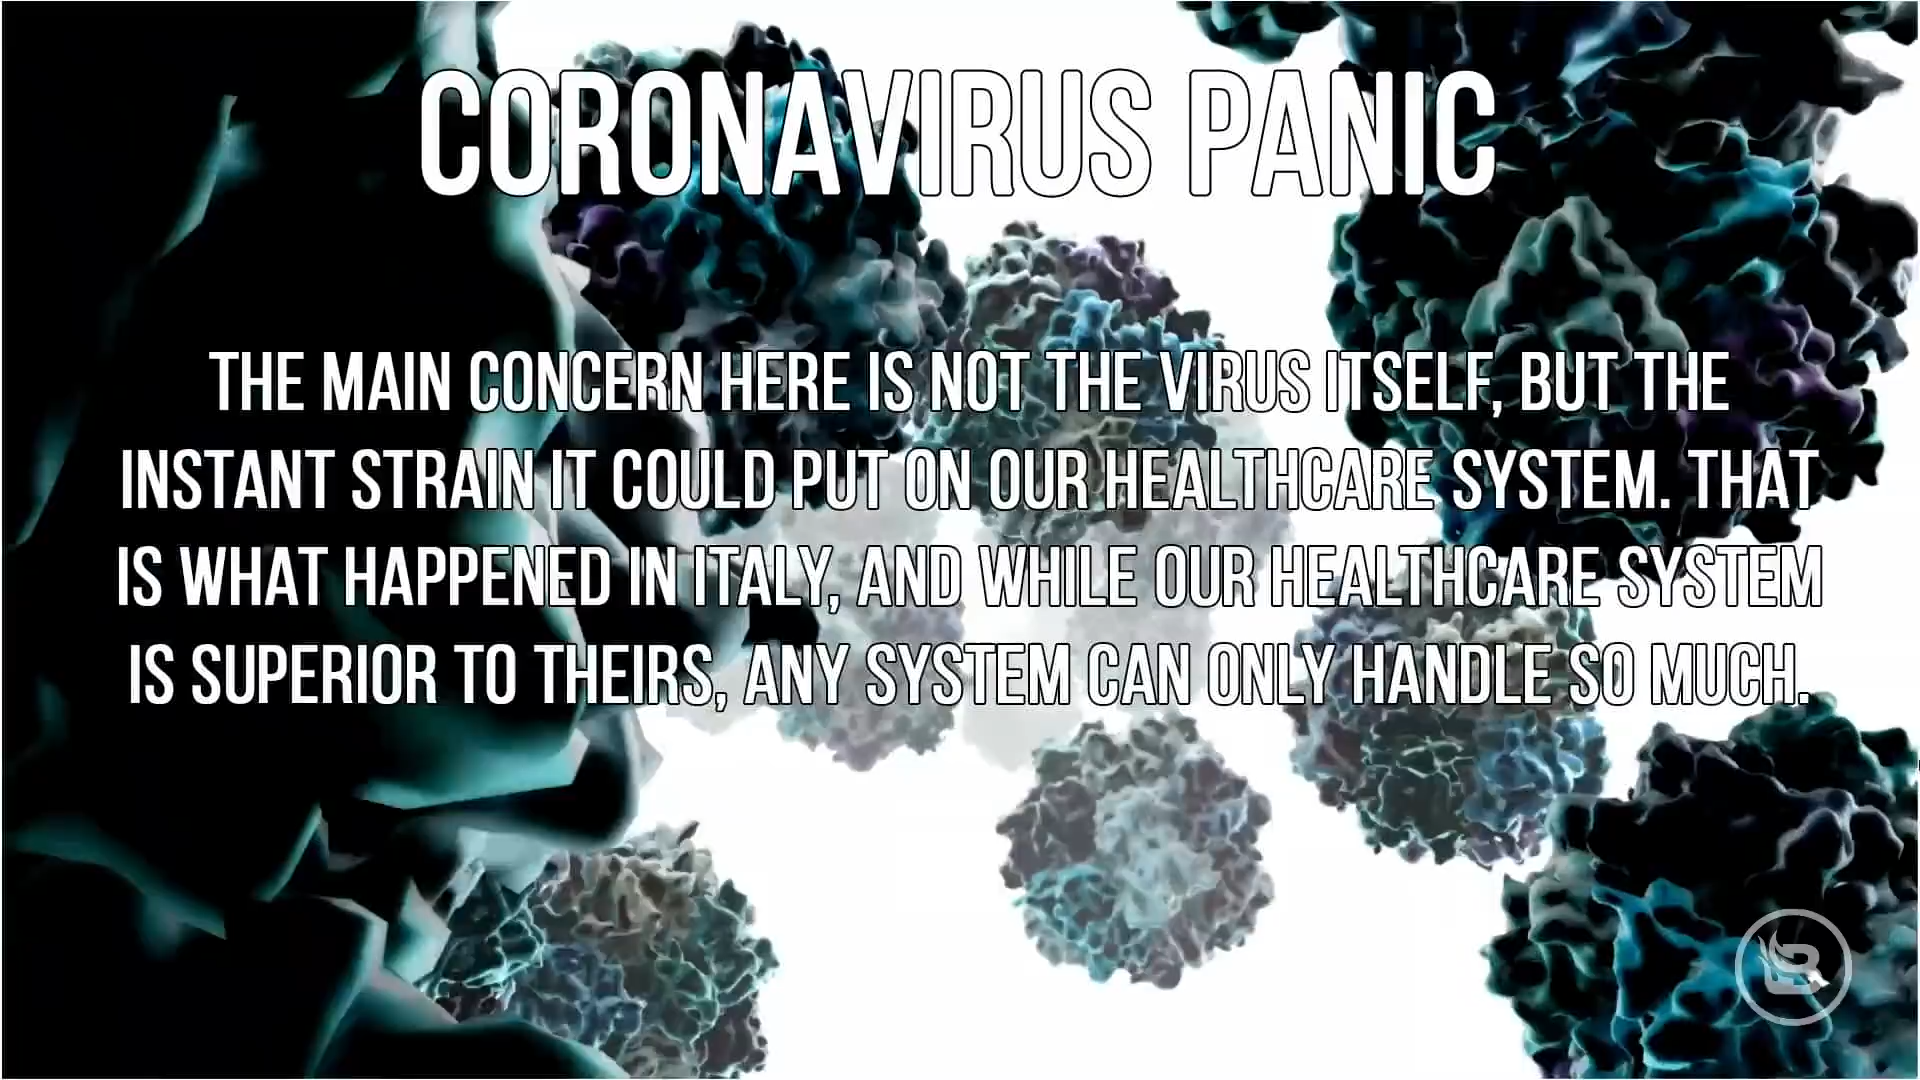 CORONAVIRUS PANIC
THE MAIN CONCERN HERE IS NOT THE VIRUS ITSELF, BUT THE
INSTANT STRAIN IT COULD PUT ON OUR HEALTHCARE SYSTEM. THAT
IS WHAT HAPPENED IN ITALY, AND WHILE OUR HEALTHCARE SYSTEM
IS SUPERIOR TO THEIRS, ANY SYSTEM CAN ONLY HANDLE SO MUCH.
B